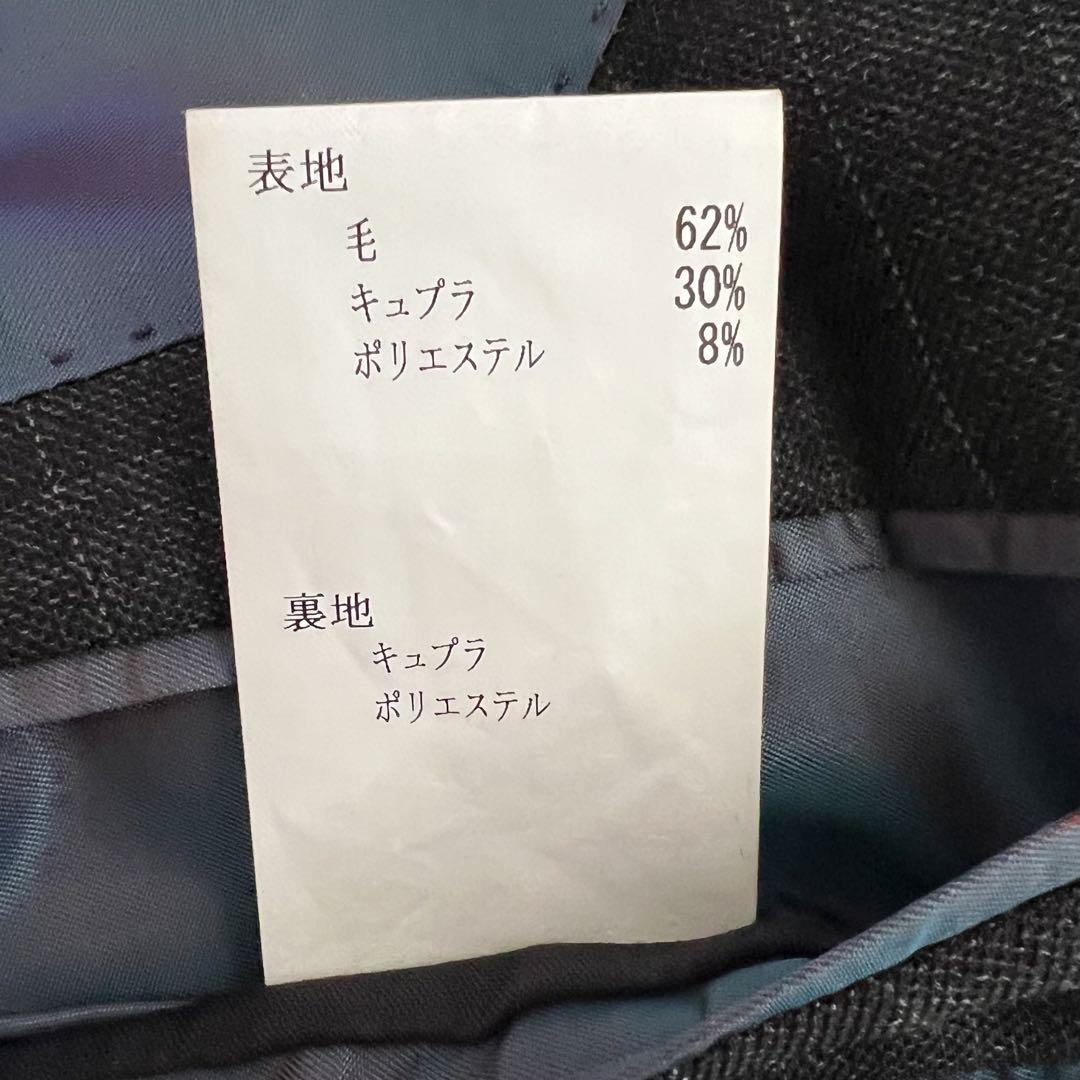 表地
毛 62%
キュプラ 30%
ポリエステル 8%
裏地
キュプラ
ポリエステル